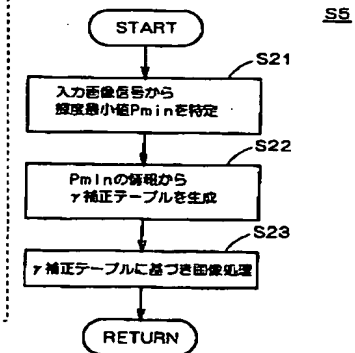 S5
START
S21
入力画像信号から
輝度最小値Pminを特定
S22
Pminの情報から
γ補正テーブルを生成
S23
γ補正テーブルに基づき画像処理
RETURN